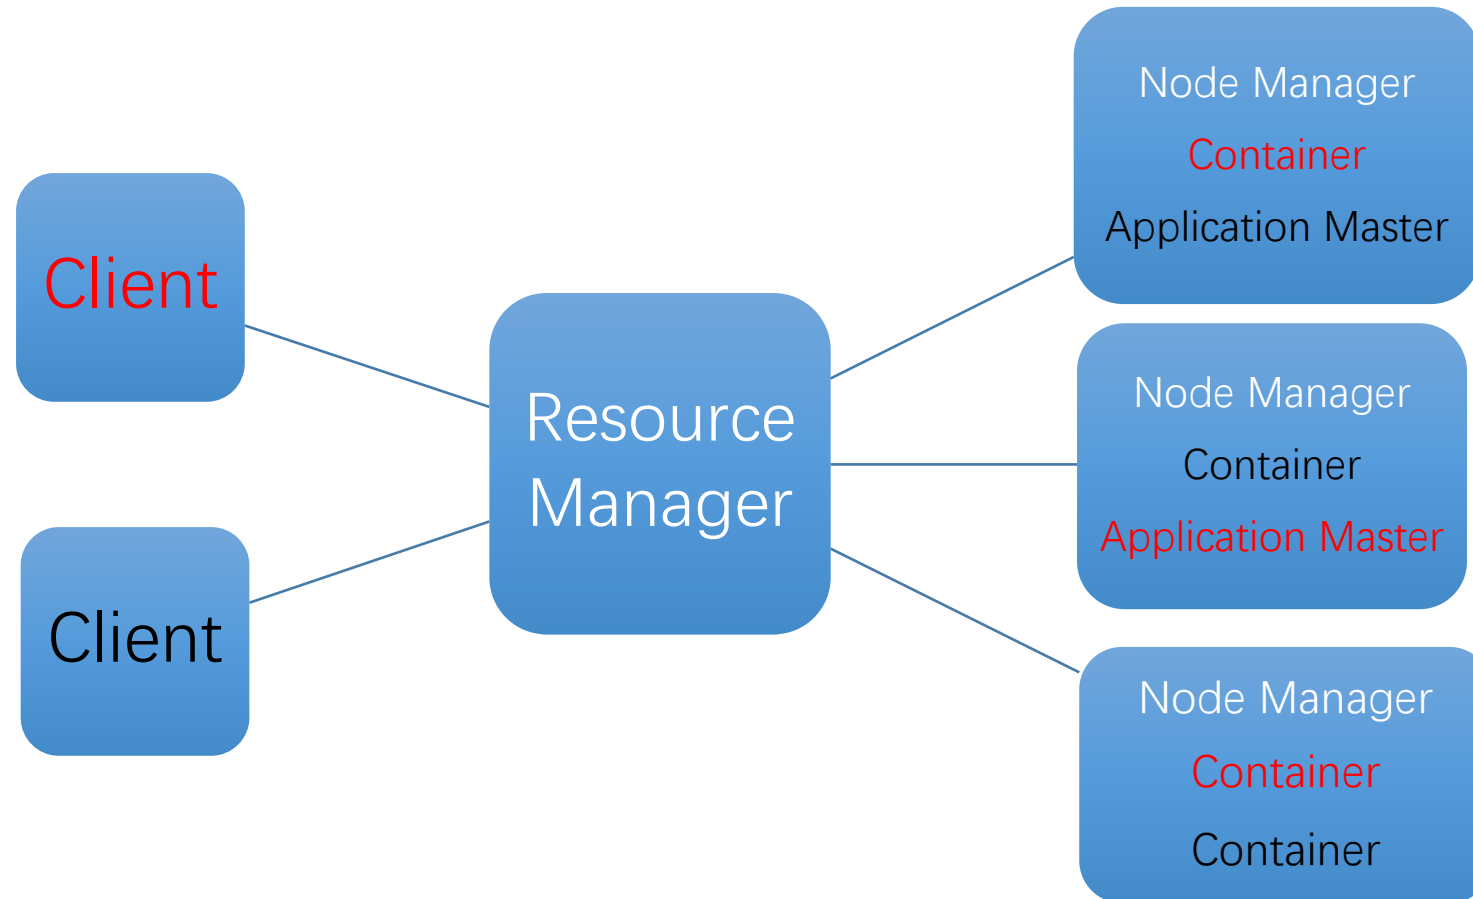 Client
Client
Resource
Manager
Node Manager
Container
Application Master
Node Manager
Container
Application Master
Node Manager
Container
Container